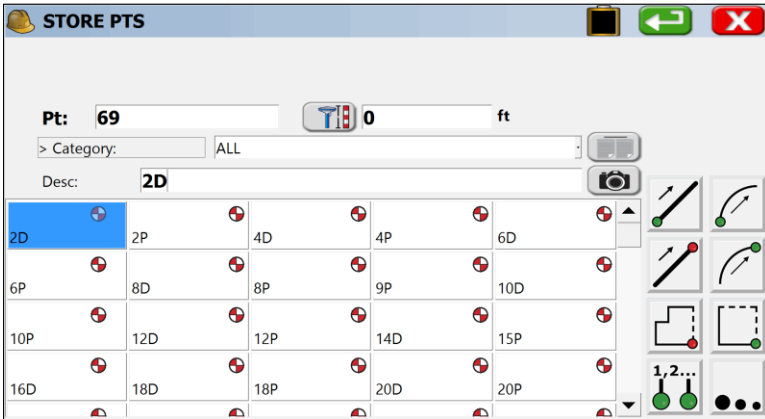 STORE PTS
Pt: 69 0 ft
> Category: ALL
Desc: 2D
2D 2P 4D 4P 6D
6P 8D 8P 9P 10D
10P 12D 12P 14D 15P
16D 18D 18P 20D 20P
1,2...